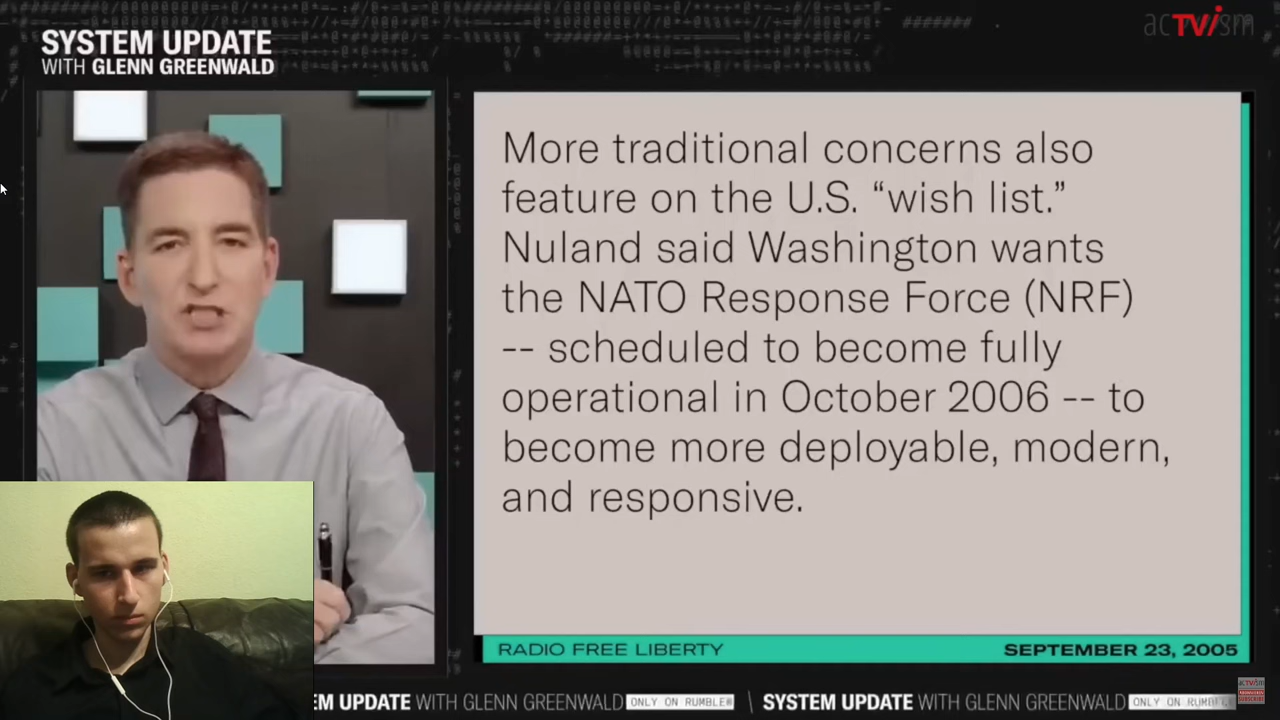 SYSTEM UPDATE
WITH GLENN GREENWALD
acTVism
More traditional concerns also
feature on the U.S. “wish list.”
Nuland said Washington wants
the NATO Response Force (NRF)
-- scheduled to become fully
operational in October 2006 -- to
become more deployable, modern,
and responsive.
RADIO FREE LIBERTY
SEPTEMBER 23, 2005
EM UPDATE WITH GLENN GREENWALD ONLY ON RUMBLE
SYSTEM UPDATE WITH GLENN GREENWALD ONLY ON RUMBLE
acTVism